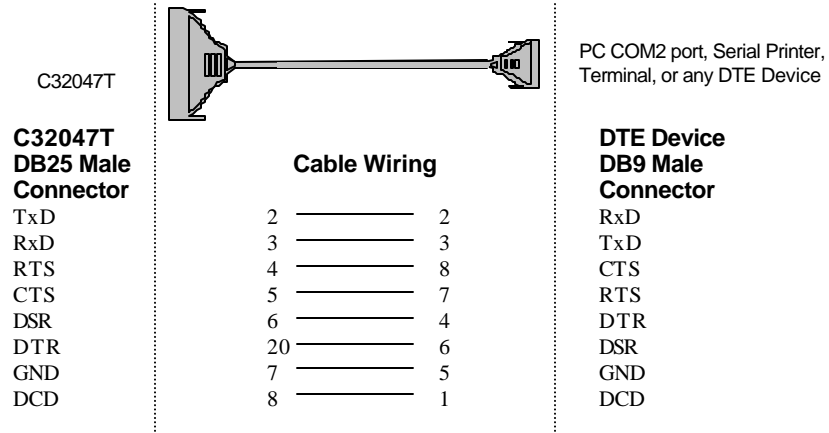 C32047T
PC COM2 port, Serial Printer,
Terminal, or any DTE Device
C32047T
DB25 Male
Connector
Cable Wiring
DTE Device
DB9 Male
Connector
TxD 2 2 RxD
RxD 3 3 TxD
RTS 4 8 CTS
CTS 5 7 RTS
DSR 6 4 DTR
DTR 20 6 DSR
GND 7 5 GND
DCD 8 1 DCD